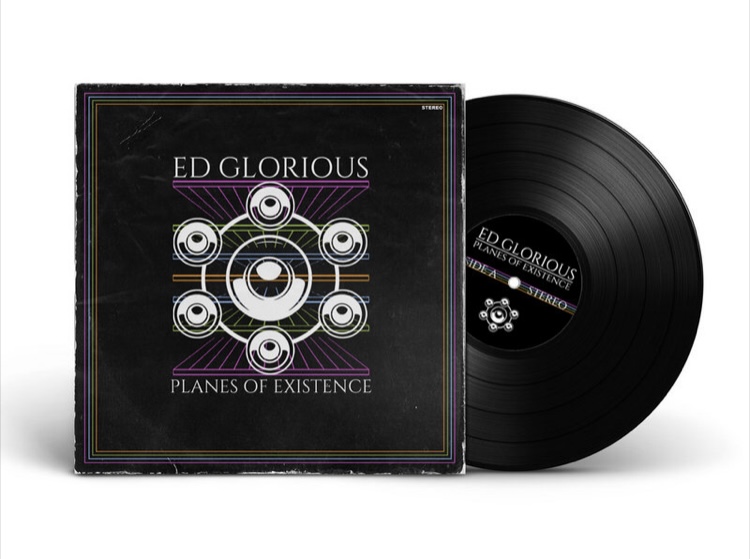 STEREO
ED GLORIOUS
PLANES OF EXISTENCE
ED GLORIOUS
PLANES OF EXISTENCE
SIDE A STEREO